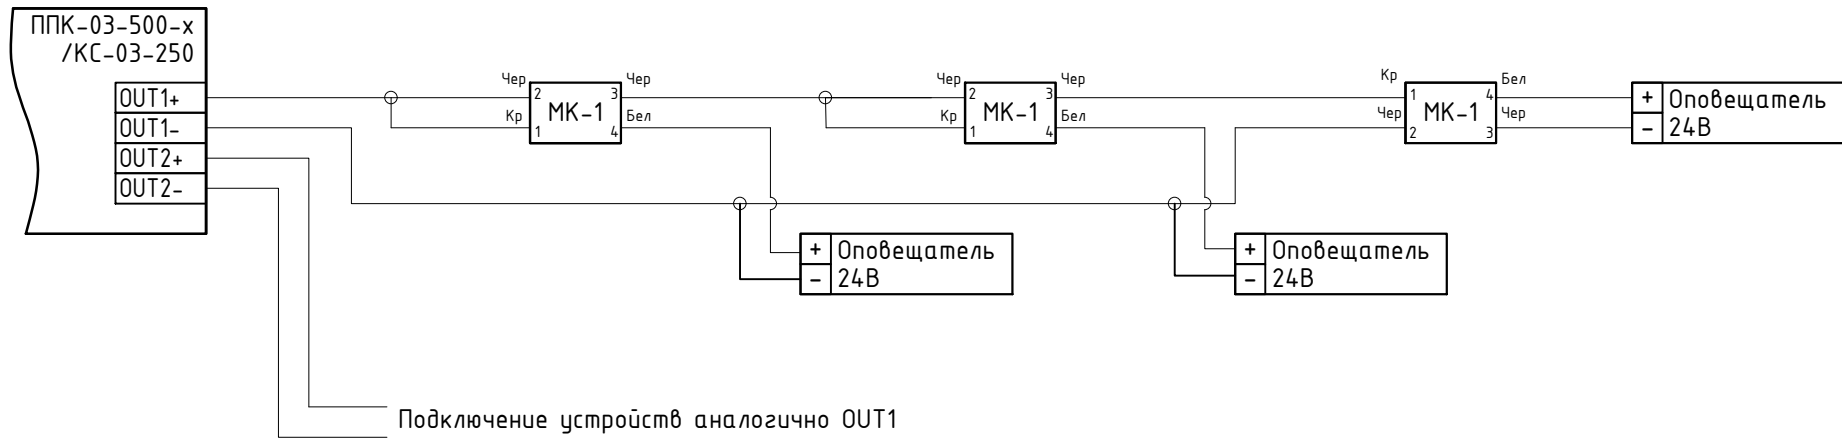 ППК-03-500-х
/КС-03-250
OUT1+
OUT1-
OUT2+
OUT2-
Чер 2 3 Чер
МК-1
Кр 1 4 Бел
Чер 2 3 Чер
МК-1
Кр 1 4 Бел
Кр 1 4 Бел
МК-1
Чер 2 3 Чер
+ Оповещатель
- 24В
+ Оповещатель
- 24В
+ Оповещатель
- 24В
Подключение устройств аналогично OUT1